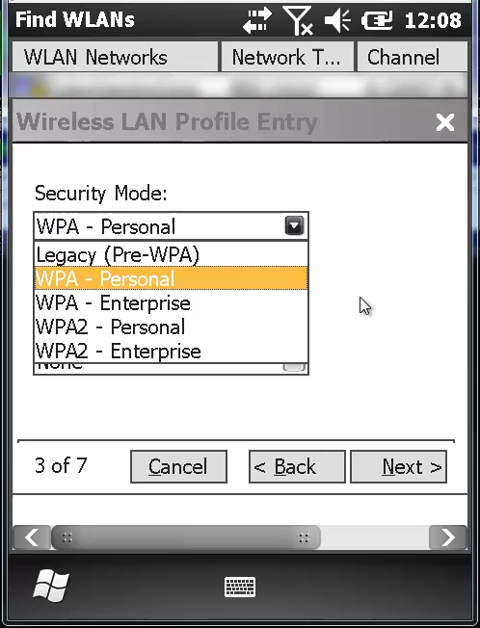 Find WLANs 12:08
WLAN Networks Network T... Channel
Wireless LAN Profile Entry
Security Mode:
WPA - Personal
Legacy (Pre-WPA)
WPA - Personal
WPA - Enterprise
WPA2 - Personal
WPA2 - Enterprise
None
3 of 7 Cancel < Back Next >